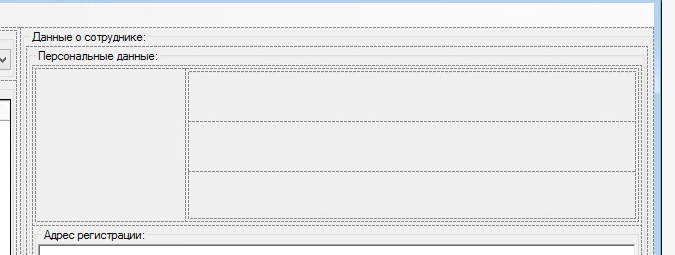 Данные о сотруднике:
Персональные данные:
Адрес регистрации: